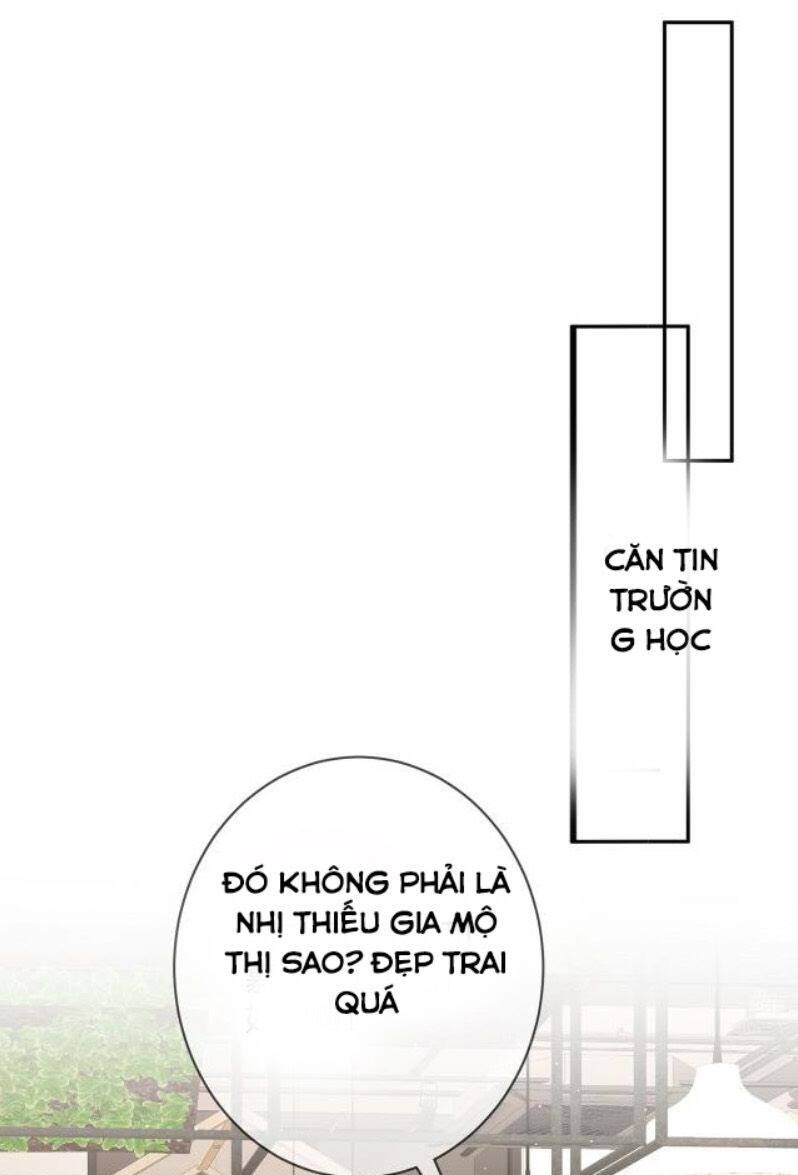 CĂN TIN
TRƯỜN
G HỌC
ĐÓ KHÔNG PHẢI LÀ
NHỊ THIẾU GIA MỘ
THỊ SAO? ĐẸP TRAI
QUÁ